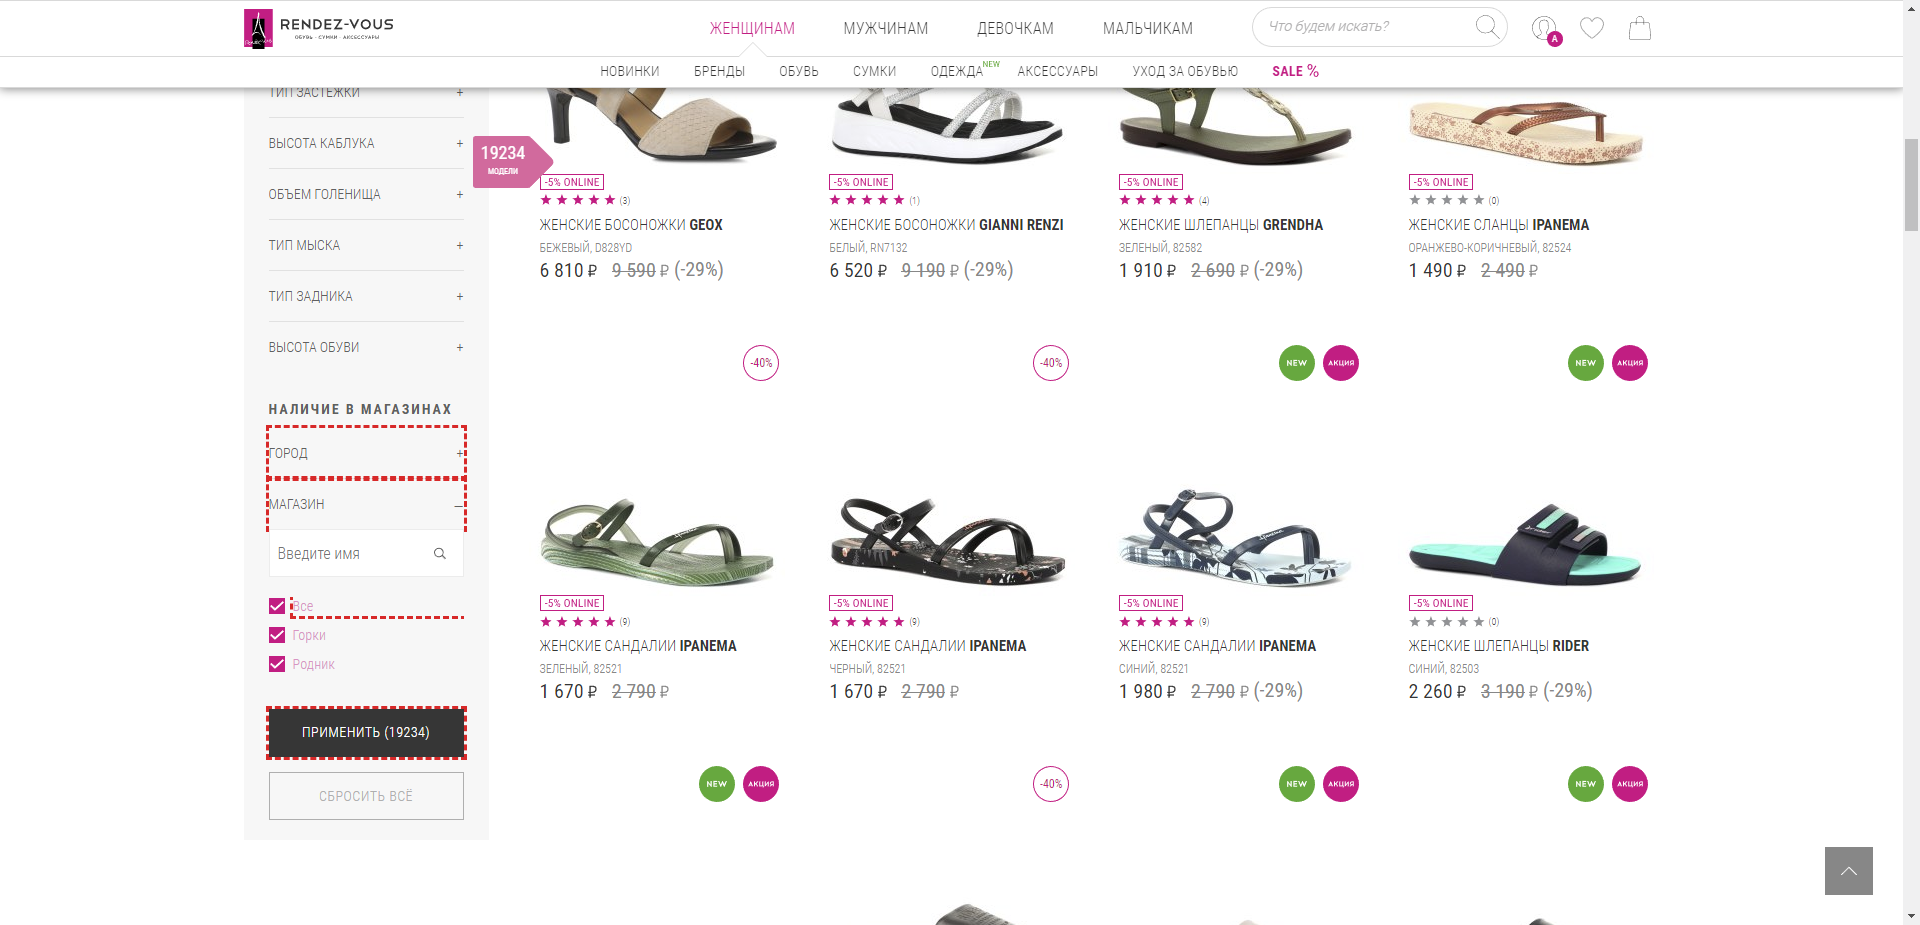 RENDEZ-VOUS
ОБУВЬ · СУМКИ · АКСЕССУАРЫ
ЖЕНЩИНАМ
МУЖЧИНАМ
ДЕВОЧКАМ
МАЛЬЧИКАМ
Что будем искать?
A
НОВИНКИ
БРЕНДЫ
ОБУВЬ
СУМКИ
ОДЕЖДА NEW
АКСЕССУАРЫ
УХОД ЗА ОБУВЬЮ
SALE %
ТИП ЗАСТЕЖКИ +
ВЫСОТА КАБЛУКА +
ОБЪЕМ ГОЛЕНИЩА +
ТИП МЫСКА +
ТИП ЗАДНИКА +
ВЫСОТА ОБУВИ +
19234
МОДЕЛИ
НАЛИЧИЕ В МАГАЗИНАХ
ГОРОД +
МАГАЗИН –
Введите имя
Все
Горки
Родник
ПРИМЕНИТЬ (19234)
СБРОСИТЬ ВСЁ
-5% ONLINE
(3)
ЖЕНСКИЕ БОСОНОЖКИ GEOX
БЕЖЕВЫЙ, D828YD
6 810 ₽ 9 590 ₽ (-29%)
-5% ONLINE
(1)
ЖЕНСКИЕ БОСОНОЖКИ GIANNI RENZI
БЕЛЫЙ, RN7132
6 520 ₽ 9 190 ₽ (-29%)
-5% ONLINE
(4)
ЖЕНСКИЕ ШЛЕПАНЦЫ GRENDHA
ЗЕЛЕНЫЙ, 82582
1 910 ₽ 2 690 ₽ (-29%)
-5% ONLINE
(0)
ЖЕНСКИЕ СЛАНЦЫ IPANEMA
ОРАНЖЕВО-КОРИЧНЕВЫЙ, 82524
1 490 ₽ 2 490 ₽
-40%
-5% ONLINE
(9)
ЖЕНСКИЕ САНДАЛИИ IPANEMA
ЗЕЛЕНЫЙ, 82521
1 670 ₽ 2 790 ₽
-40%
-5% ONLINE
(9)
ЖЕНСКИЕ САНДАЛИИ IPANEMA
ЧЕРНЫЙ, 82521
1 670 ₽ 2 790 ₽
NEW АКЦИЯ
-5% ONLINE
(9)
ЖЕНСКИЕ САНДАЛИИ IPANEMA
СИНИЙ, 82521
1 980 ₽ 2 790 ₽ (-29%)
NEW АКЦИЯ
-5% ONLINE
(0)
ЖЕНСКИЕ ШЛЕПАНЦЫ RIDER
СИНИЙ, 82503
2 260 ₽ 3 190 ₽ (-29%)
NEW АКЦИЯ
-40%
NEW АКЦИЯ
NEW АКЦИЯ